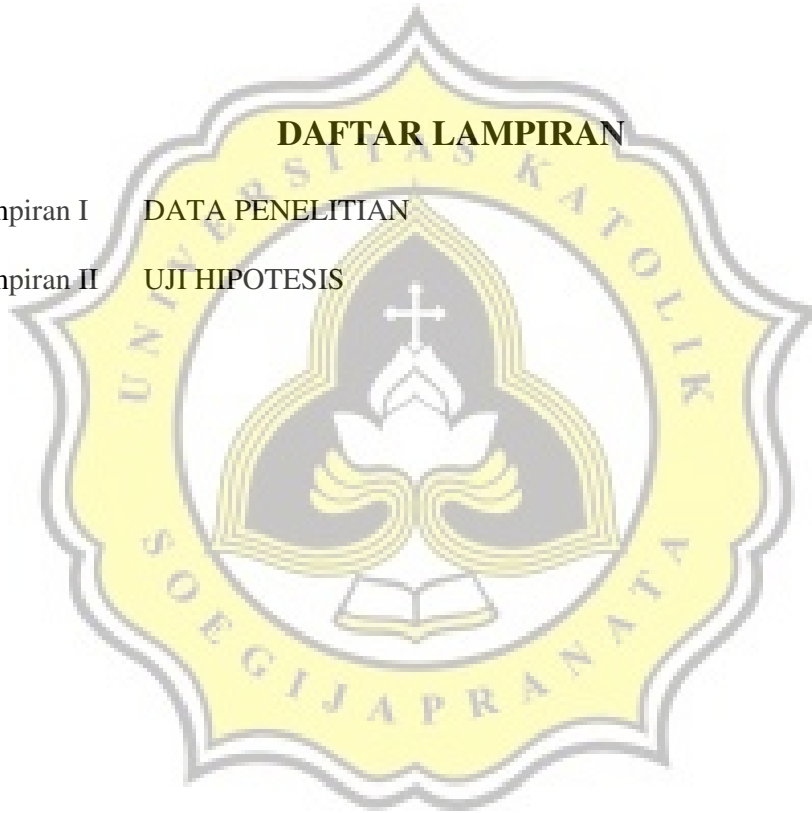 DAFTAR LAMPIRAN
mpiran I DATA PENELITIAN
mpiran II UJI HIPOTESIS
UNIVERSITAS KATOLIK
SOEGIJAPRANATA